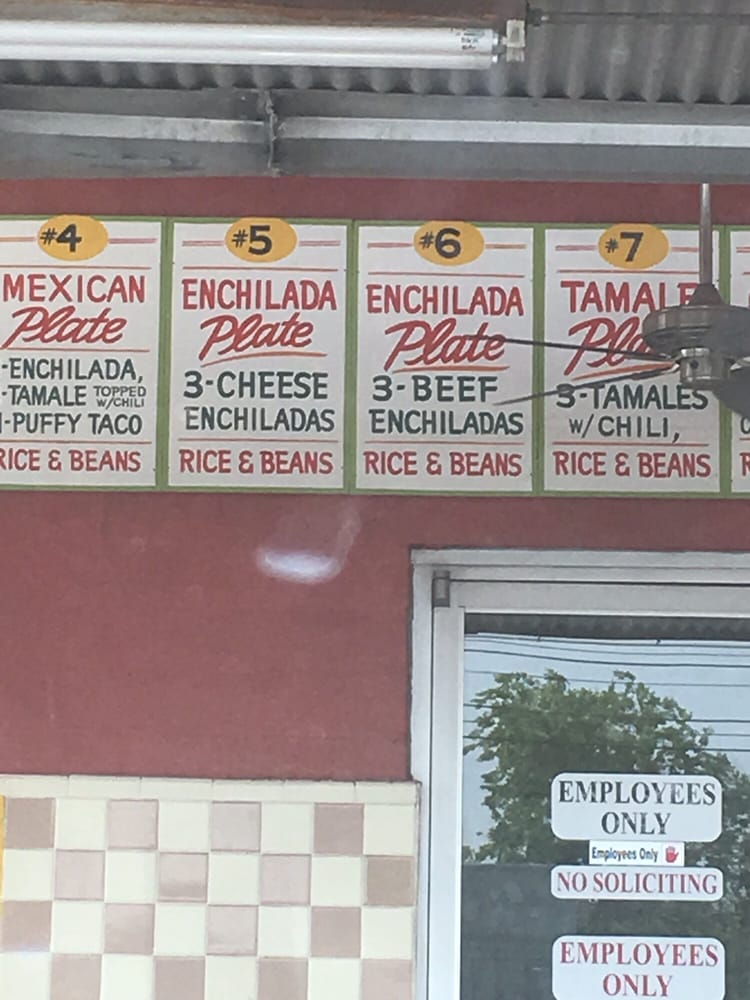 #4
MEXICAN
Plate
-ENCHILADA,
-TAMALE TOPPED W/CHILI
-PUFFY TACO
RICE & BEANS
#5
ENCHILADA
Plate
3-CHEESE
ENCHILADAS
RICE & BEANS
#6
ENCHILADA
Plate
3-BEEF
ENCHILADAS
RICE & BEANS
#7
TAMALE
Pla
3-TAMALES
W/CHILI,
RICE & BEANS
EMPLOYEES
ONLY
Employees Only
NO SOLICITING
EMPLOYEES
ONLY